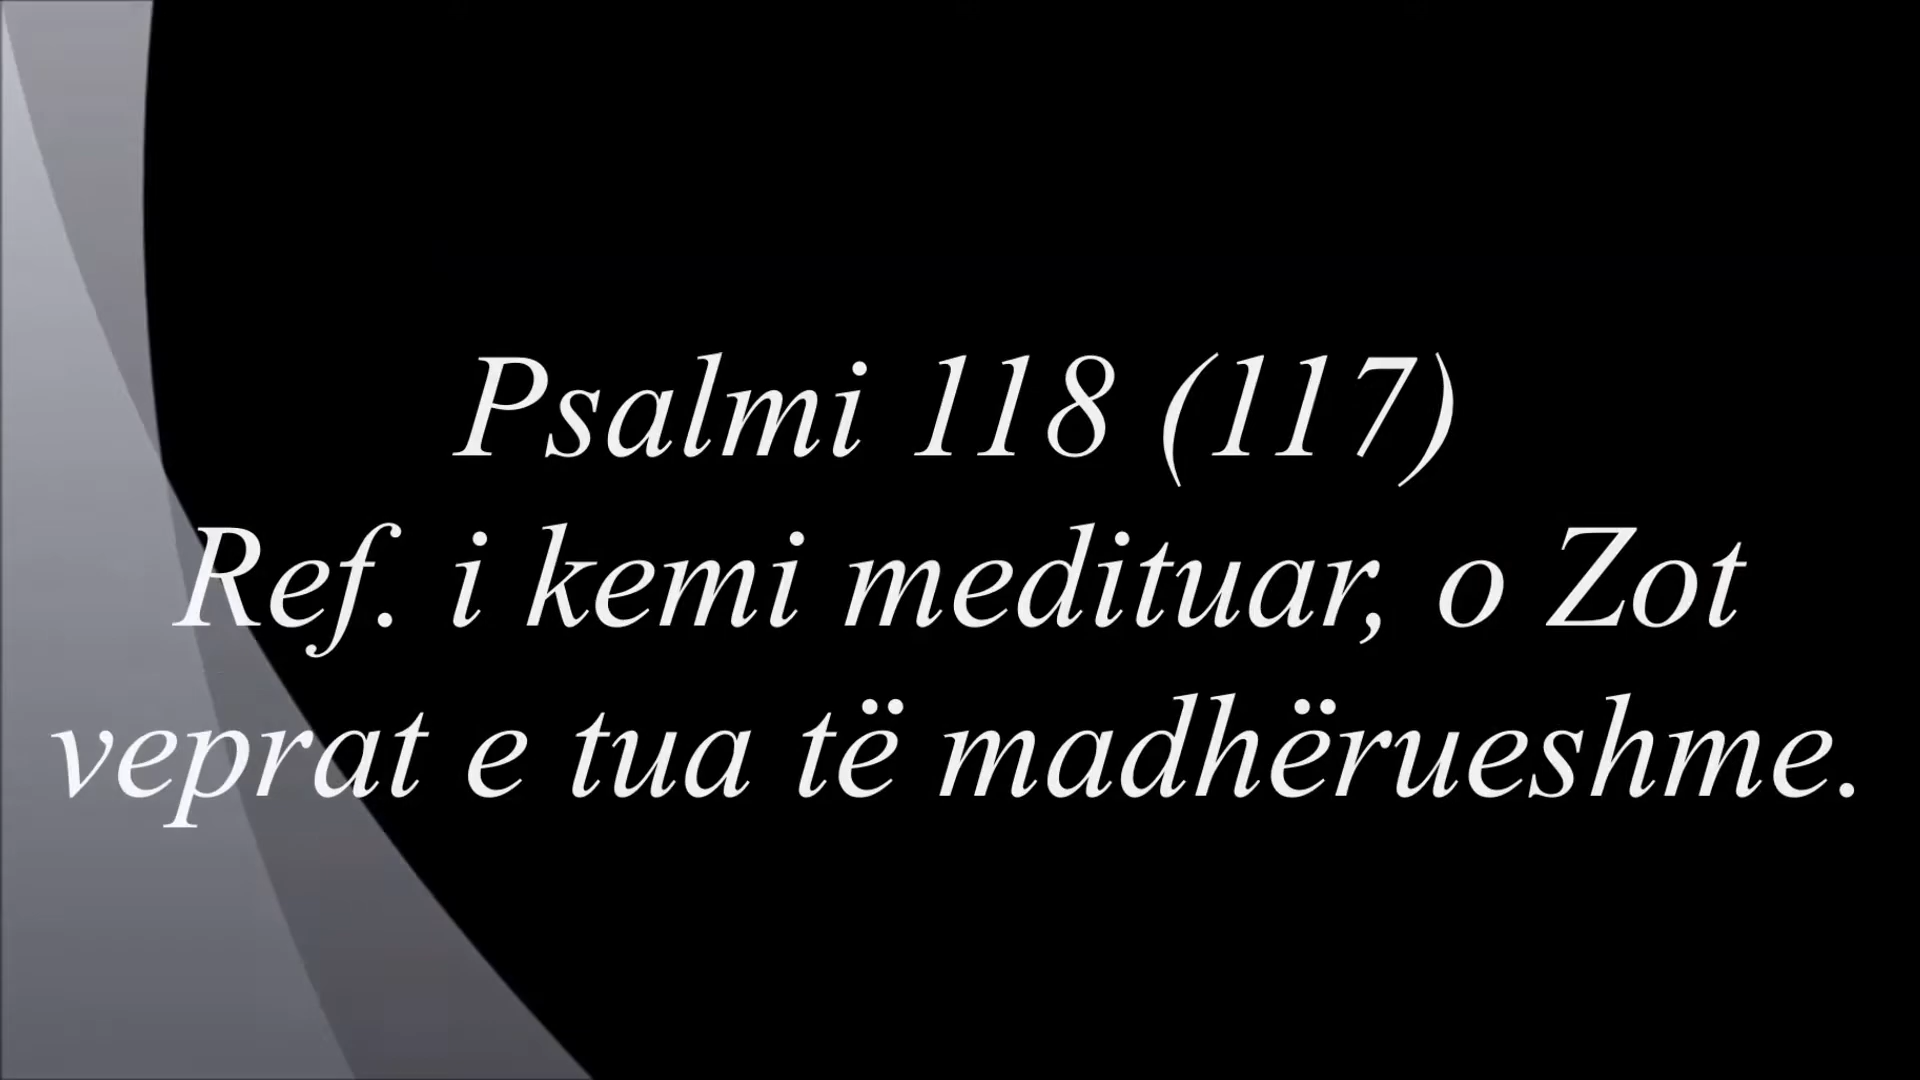 Psalmi 118 (117)
Ref. i kemi medituar, o Zot
veprat e tua të madhërueshme.